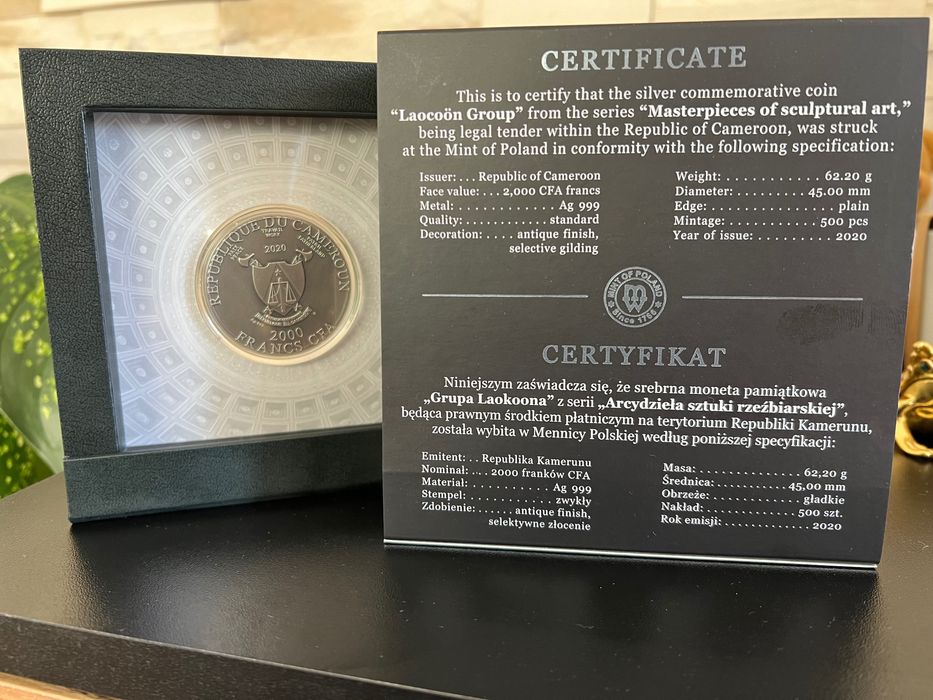 REPUBLIQUE DU CAMEROUN
2020
2000
FRANCS CFA
CERTIFICATE
This is to certify that the silver commemorative coin
“Laocoön Group” from the series “Masterpieces of sculptural art,”
being legal tender within the Republic of Cameroon, was struck
at the Mint of Poland in conformity with the following specification:
Issuer: . . . Republic of Cameroon
Face value: . . . 2,000 CFA francs
Metal: . . . . . . . . . . . . . Ag 999
Quality: . . . . . . . . . . . standard
Decoration: . . . . antique finish,
selective gilding
Weight: . . . . . . . . . . . 62.20 g
Diameter: . . . . . . . . 45.00 mm
Edge: . . . . . . . . . . . . . . . plain
Mintage: . . . . . . . . . . 500 pcs
Year of issue: . . . . . . . . . 2020
MINT OF POLAND
Since 1766
CERTYFIKAT
Niniejszym zaświadcza się, że srebrna moneta pamiątkowa
„Grupa Laokoona” z serii „Arcydzieła sztuki rzeźbiarskiej”,
będąca prawnym środkiem płatniczym na terytorium Republiki Kamerunu,
została wybita w Mennicy Polskiej według poniższej specyfikacji:
Emitent: . . Republika Kamerunu
Nominał: . . . 2000 franków CFA
Materiał: . . . . . . . . . . . Ag 999
Stempel: . . . . . . . . . . . . zwykły
Zdobienie: . . . . . . antique finish,
selektywne złocenie
Masa: . . . . . . . . . . . . . 62,20 g
Średnica: . . . . . . . . . 45,00 mm
Obrzeże: . . . . . . . . . . . gładkie
Nakład: . . . . . . . . . . . 500 szt.
Rok emisji: . . . . . . . . . . . 2020